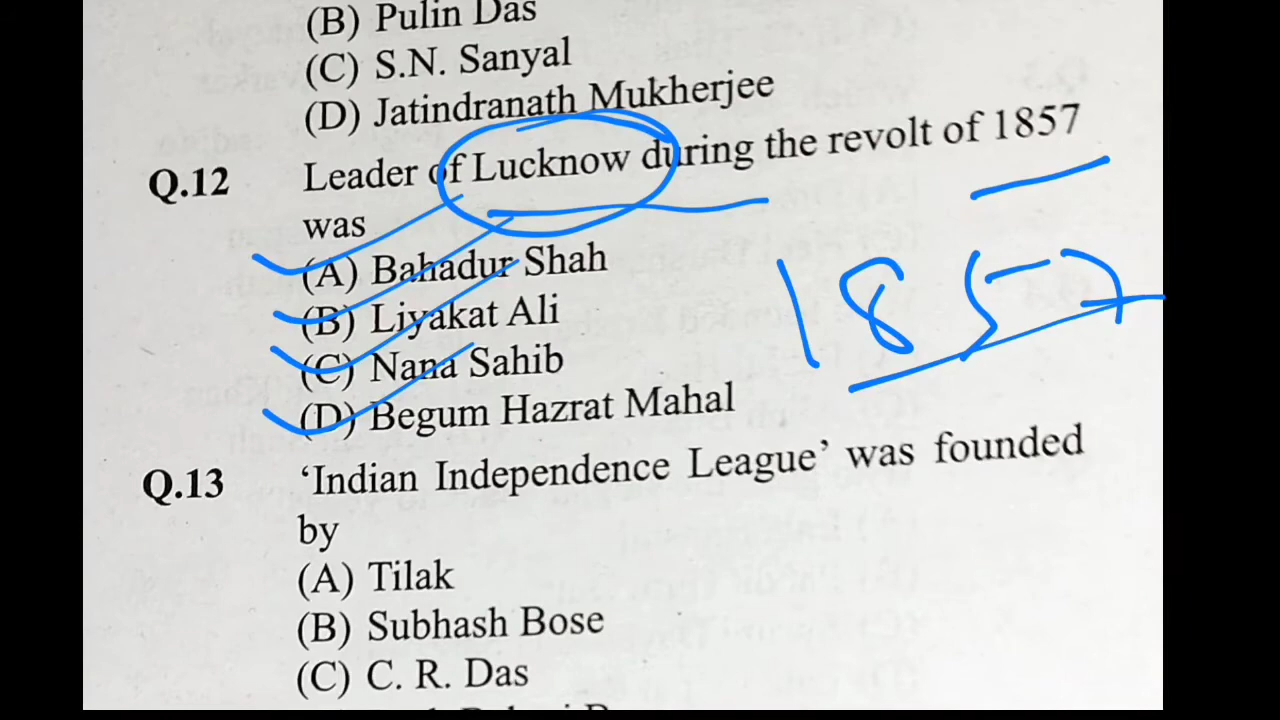 (B) Pulin Das
(C) S.N. Sanyal
(D) Jatindranath Mukherjee
Q.12 Leader of Lucknow during the revolt of 1857
was
(A) Bahadur Shah
1857
(B) Liyakat Ali
(C) Nana Sahib
(D) Begum Hazrat Mahal
Q.13 ‘Indian Independence League’ was founded
by
(A) Tilak
(B) Subhash Bose
(C) C. R. Das